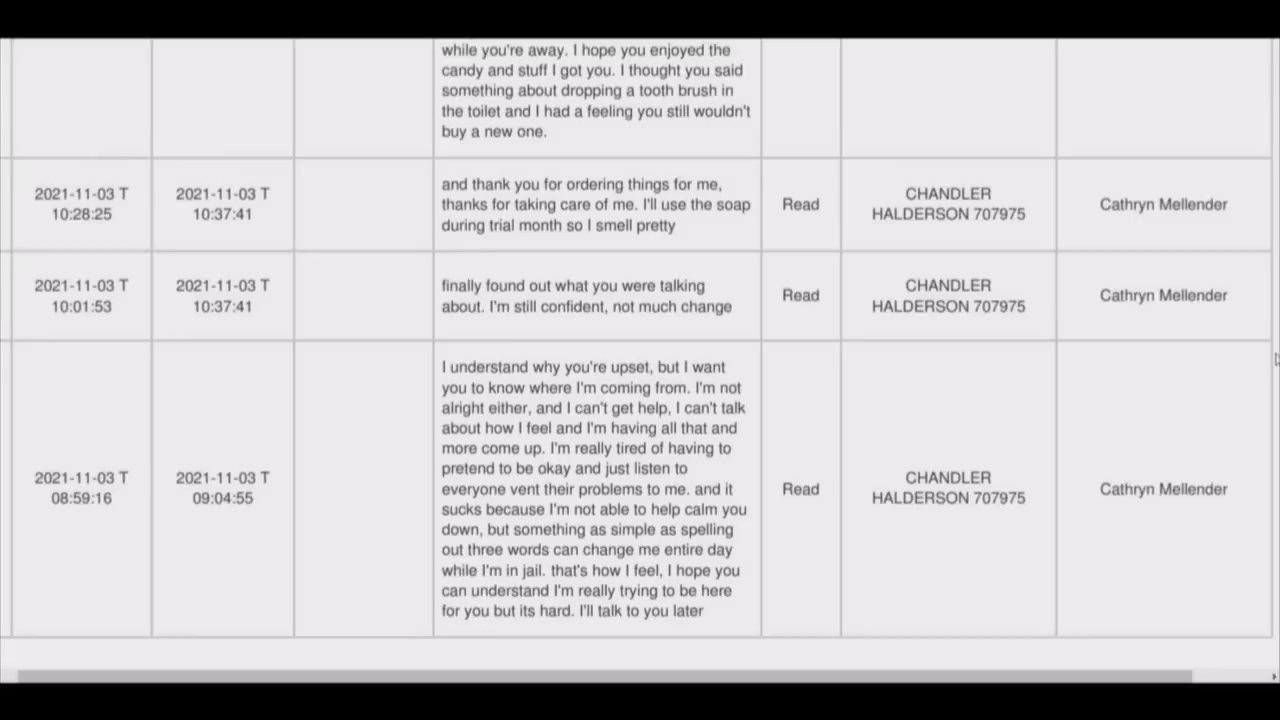 while you're away. I hope you enjoyed the
candy and stuff I got you. I thought you said
something about dropping a tooth brush in
the toilet and I had a feeling you still wouldn't
buy a new one.
2021-11-03 T
10:28:25
2021-11-03 T
10:37:41
and thank you for ordering things for me,
thanks for taking care of me. I'll use the soap
during trial month so I smell pretty
Read
CHANDLER
HALDERSON 707975
Cathryn Mellender
2021-11-03 T
10:01:53
2021-11-03 T
10:37:41
finally found out what you were talking
about. I'm still confident, not much change
Read
CHANDLER
HALDERSON 707975
Cathryn Mellender
2021-11-03 T
08:59:16
2021-11-03 T
09:04:55
I understand why you're upset, but I want
you to know where I'm coming from. I'm not
alright either, and I can't get help, I can't talk
about how I feel and I'm having all that and
more come up. I'm really tired of having to
pretend to be okay and just listen to
everyone vent their problems to me. and it
sucks because I'm not able to help calm you
down, but something as simple as spelling
out three words can change me entire day
while I'm in jail. that's how I feel, I hope you
can understand I'm really trying to be here
for you but its hard. I'll talk to you later
Read
CHANDLER
HALDERSON 707975
Cathryn Mellender